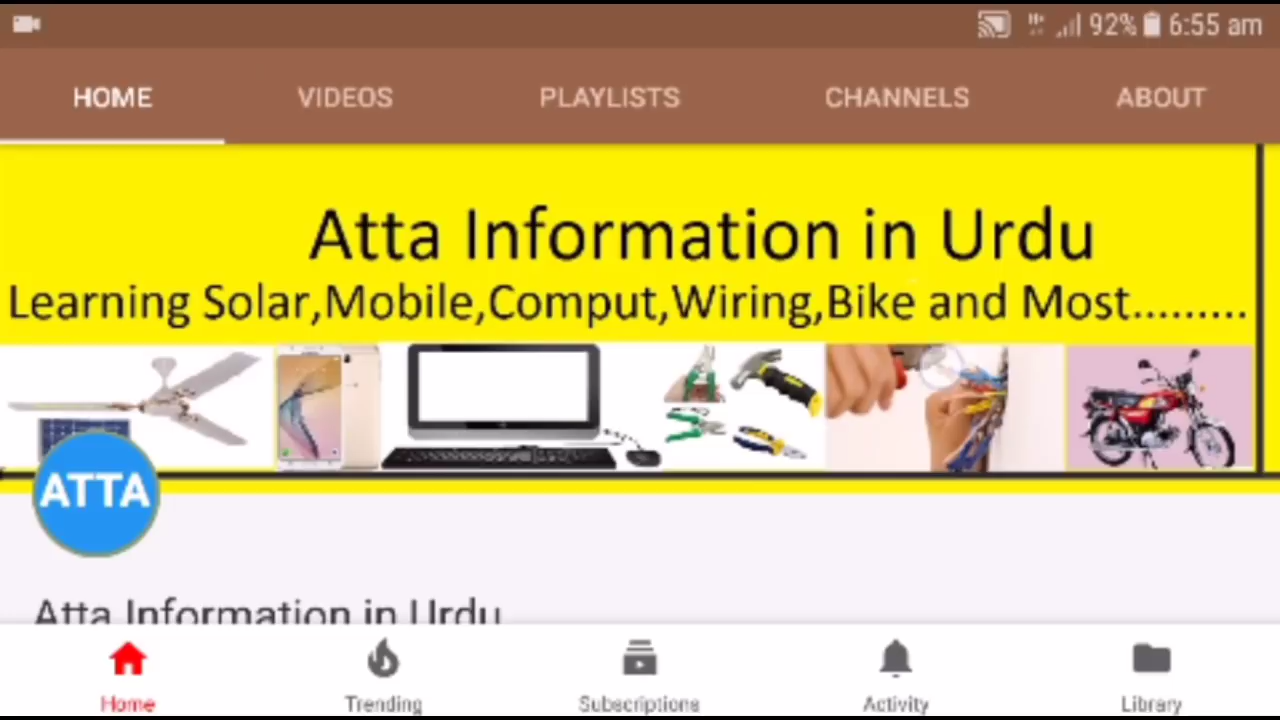 92% 6:55 am
HOME VIDEOS PLAYLISTS CHANNELS ABOUT
Atta Information in Urdu
Learning Solar,Mobile,Comput,Wiring,Bike and Most.........
ATTA
Atta Information in Urdu
Home Trending Subscriptions Activity Library